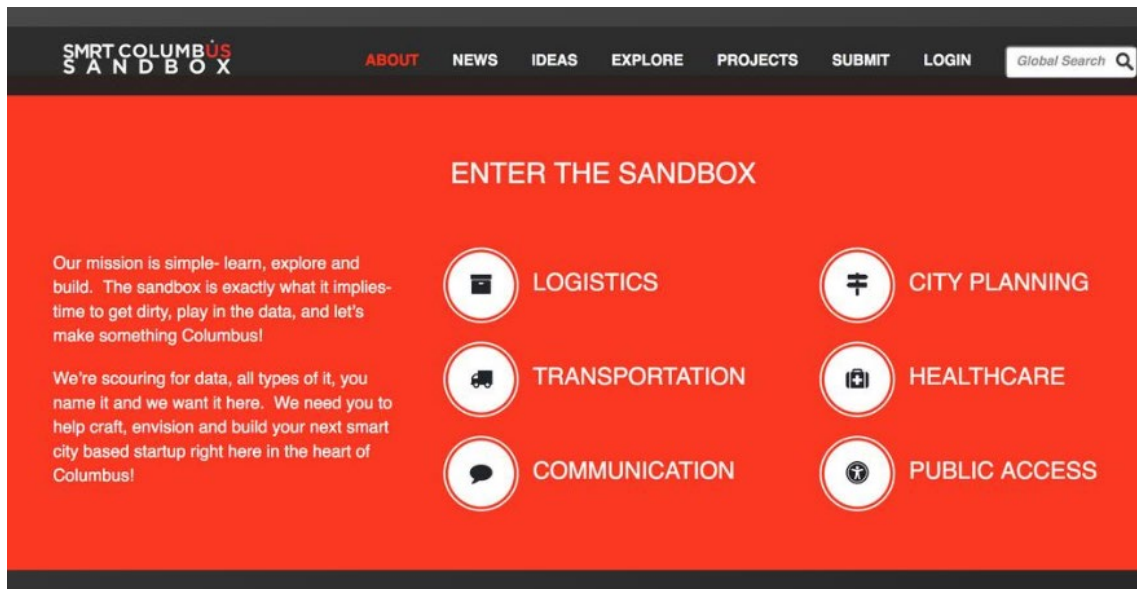 SMRT COLUMBUS
SANDBOX
ABOUT NEWS IDEAS EXPLORE PROJECTS SUBMIT LOGIN Global Search
ENTER THE SANDBOX
Our mission is simple- learn, explore and
build. The sandbox is exactly what it implies-
time to get dirty, play in the data, and let's
make something Columbus!
We're scouring for data, all types of it, you
name it and we want it here. We need you to
help craft, envision and build your next smart
city based startup right here in the heart of
Columbus!
LOGISTICS
TRANSPORTATION
COMMUNICATION
CITY PLANNING
HEALTHCARE
PUBLIC ACCESS